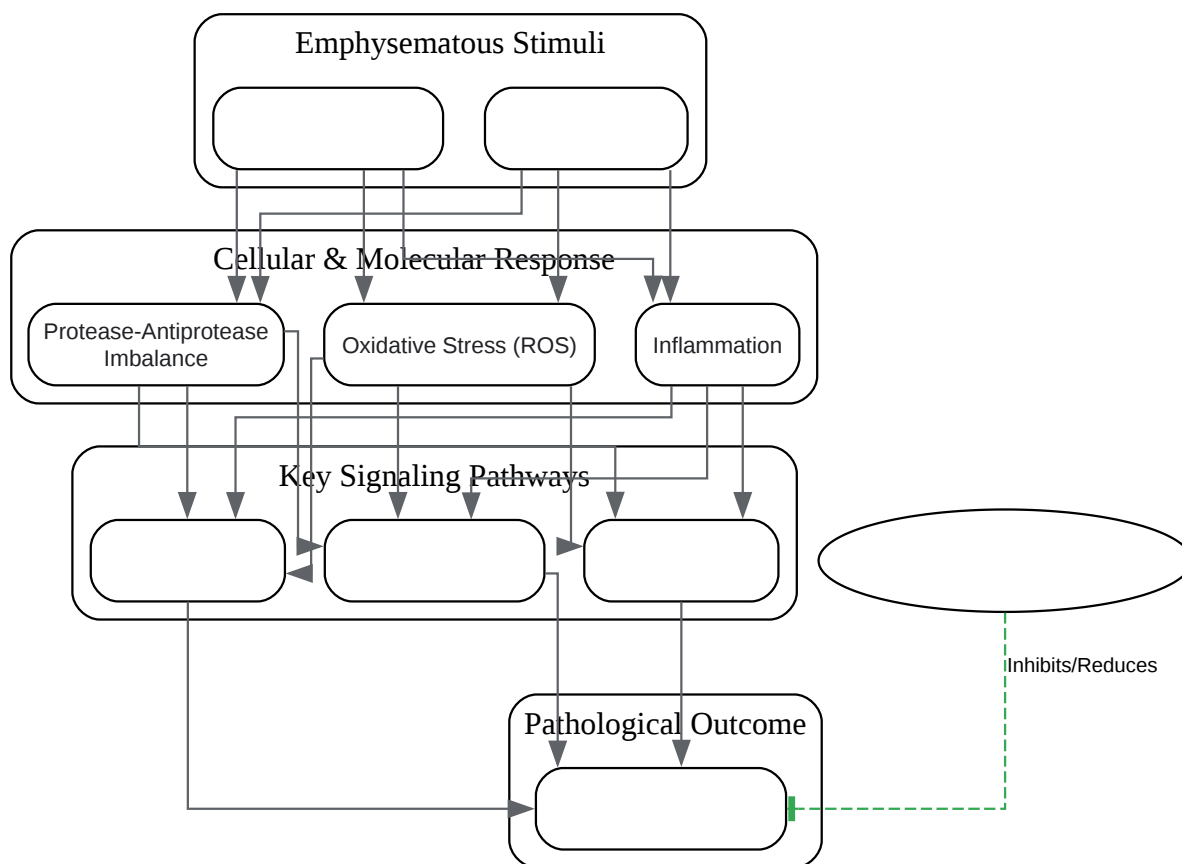 Emphysematous Stimuli
Cellular & Molecular Response
Protease-Antiprotease
Imbalance
Oxidative Stress (ROS)
Inflammation
Key Signaling Pathways
Inhibits/Reduces
Pathological Outcome